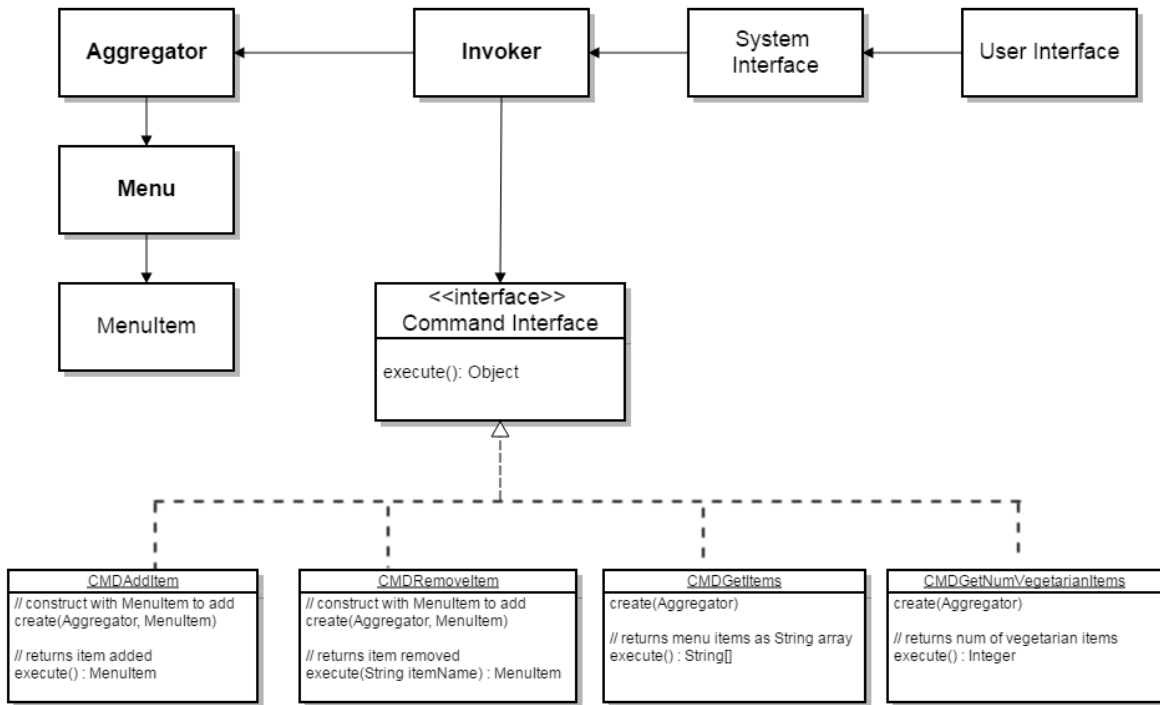 Aggregator
Invoker
System
Interface
User Interface
Menu
MenuItem
<<interface>>
Command Interface
execute(): Object
CMDAddItem
// construct with MenuItem to add
create(Aggregator, MenuItem)
// returns item added
execute() : MenuItem
CMDRemoveItem
// construct with MenuItem to add
create(Aggregator, MenuItem)
// returns item removed
execute(String itemName) : MenuItem
CMDGetItems
create(Aggregator)
// returns menu items as String array
execute() : String[]
CMDGetNumVegetarianItems
create(Aggregator)
// returns num of vegetarian items
execute() : Integer